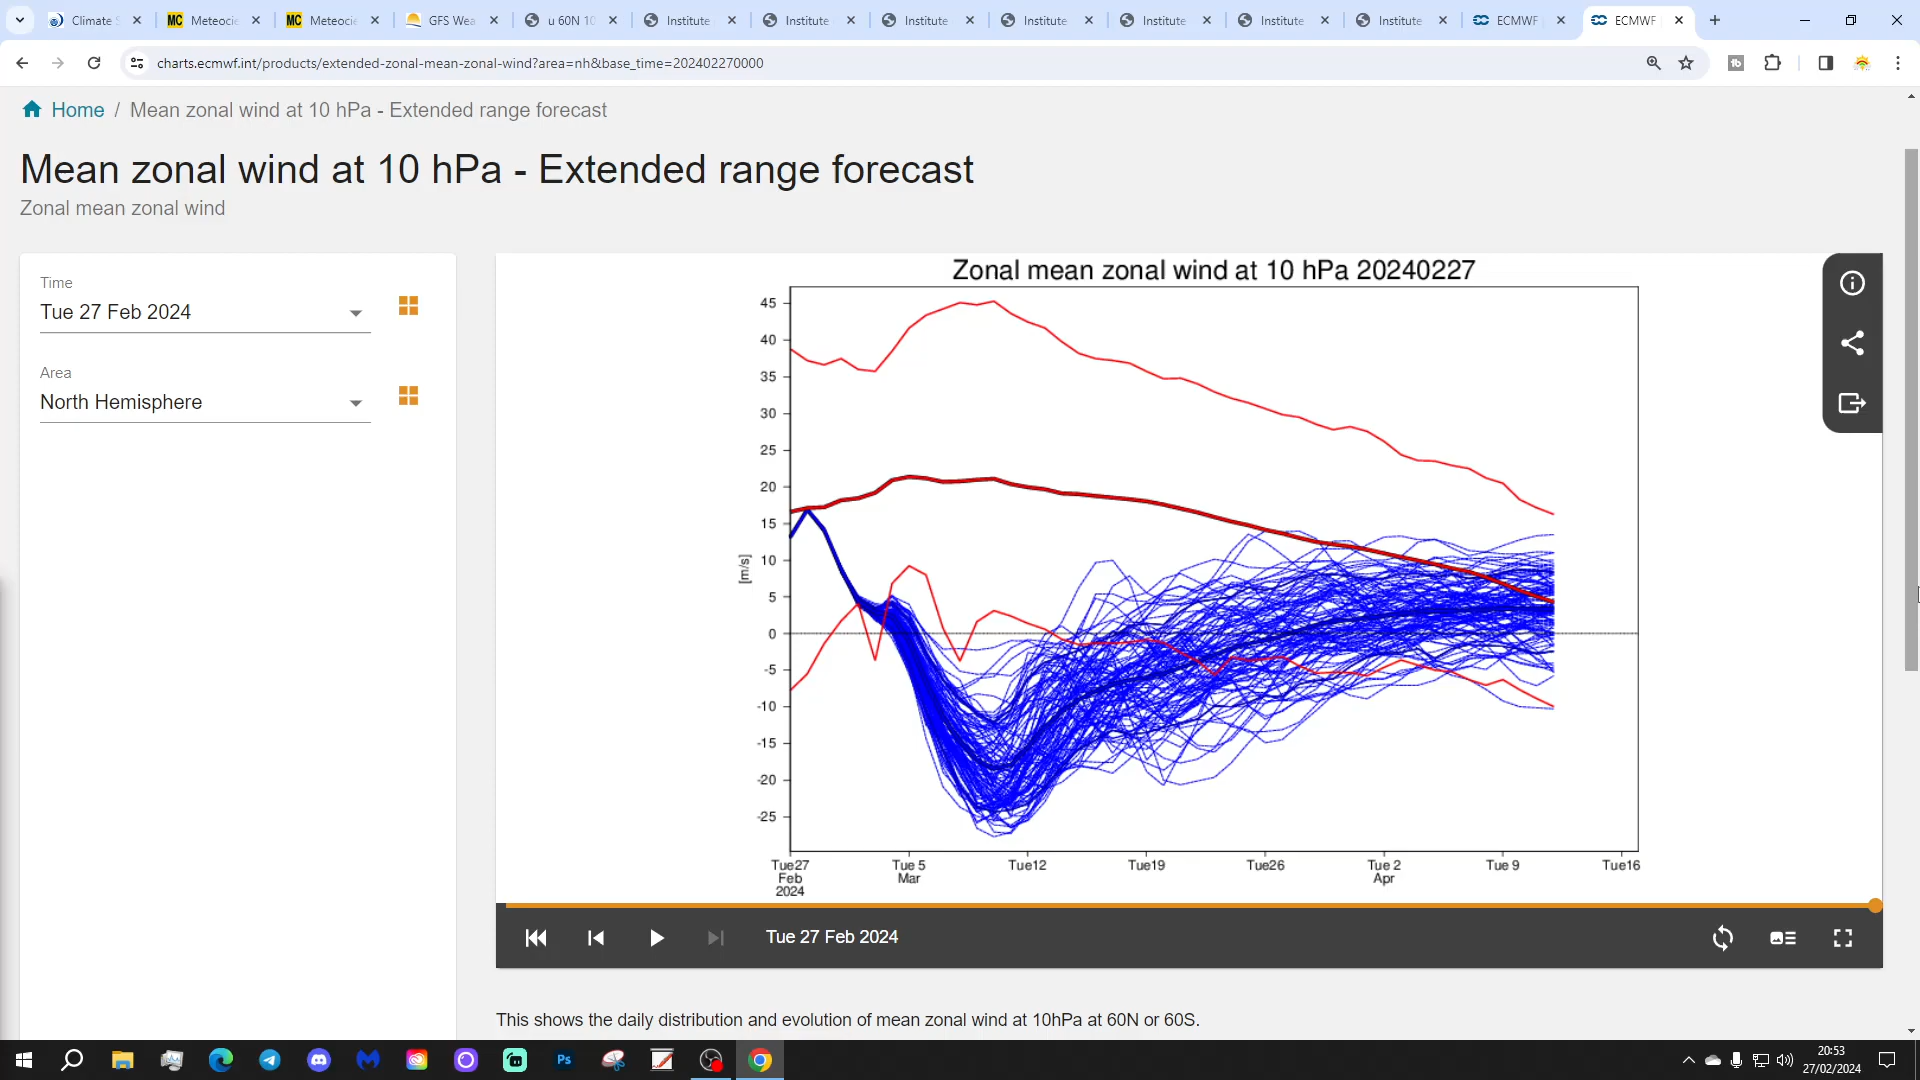 Climate S
Meteocie
Meteocie
GFS Wea
u 60N 10
Institute
Institute
Institute
Institute
Institute
Institute
Institute
ECMWF
ECMWF
charts.ecmwf.int/products/extended-zonal-mean-zonal-wind?area=nh&base_time=202402270000
Home / Mean zonal wind at 10 hPa - Extended range forecast
Mean zonal wind at 10 hPa - Extended range forecast
Zonal mean zonal wind
Time
Tue 27 Feb 2024
Area
North Hemisphere
Zonal mean zonal wind at 10 hPa 20240227
45
40
35
30
25
20
15
10
5
0
-5
-10
-15
-20
-25
[m/s]
Tue27 Tue 5 Tue12 Tue19 Tue26 Tue 2 Tue 9 Tue16
Feb Mar Apr
2024
Tue 27 Feb 2024
This shows the daily distribution and evolution of mean zonal wind at 10hPa at 60N or 60S.
Ps
20:53
27/02/2024